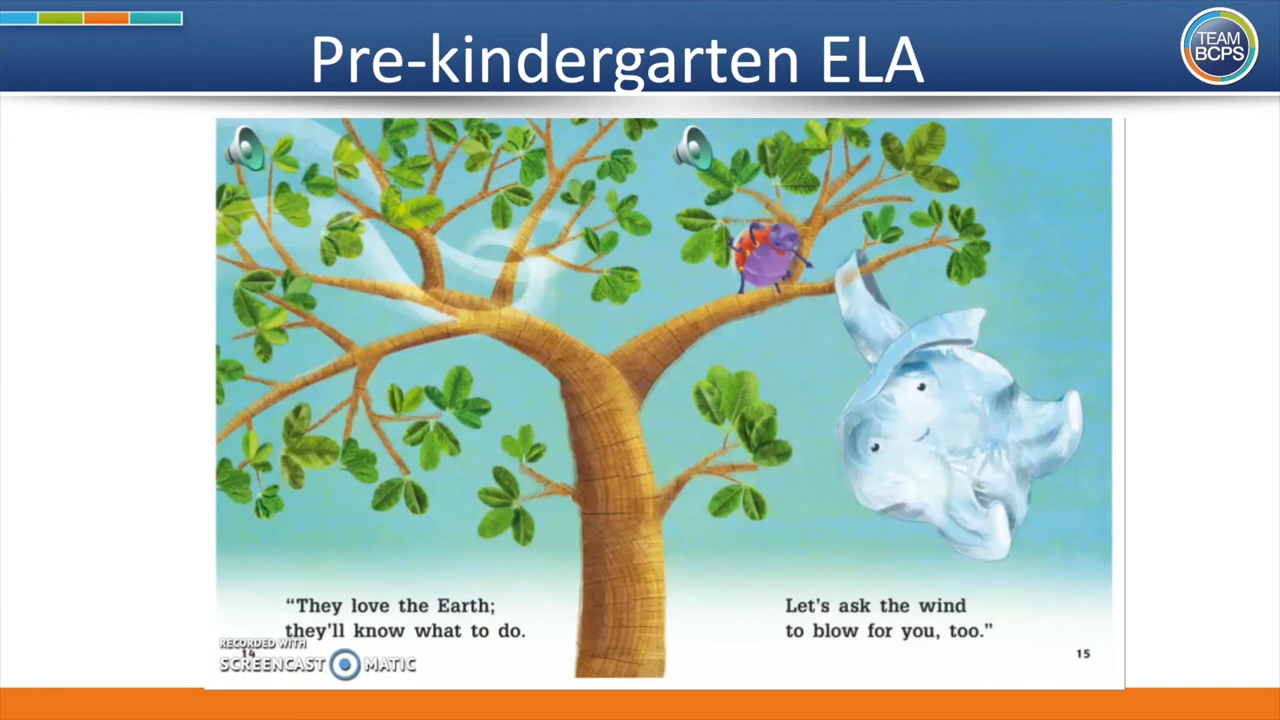 Pre-kindergarten ELA
TEAM
BCPS
“They love the Earth;
they’ll know what to do.
14
Let’s ask the wind
to blow for you, too.”
15
RECORDED WITH
SCREENCAST MATIC